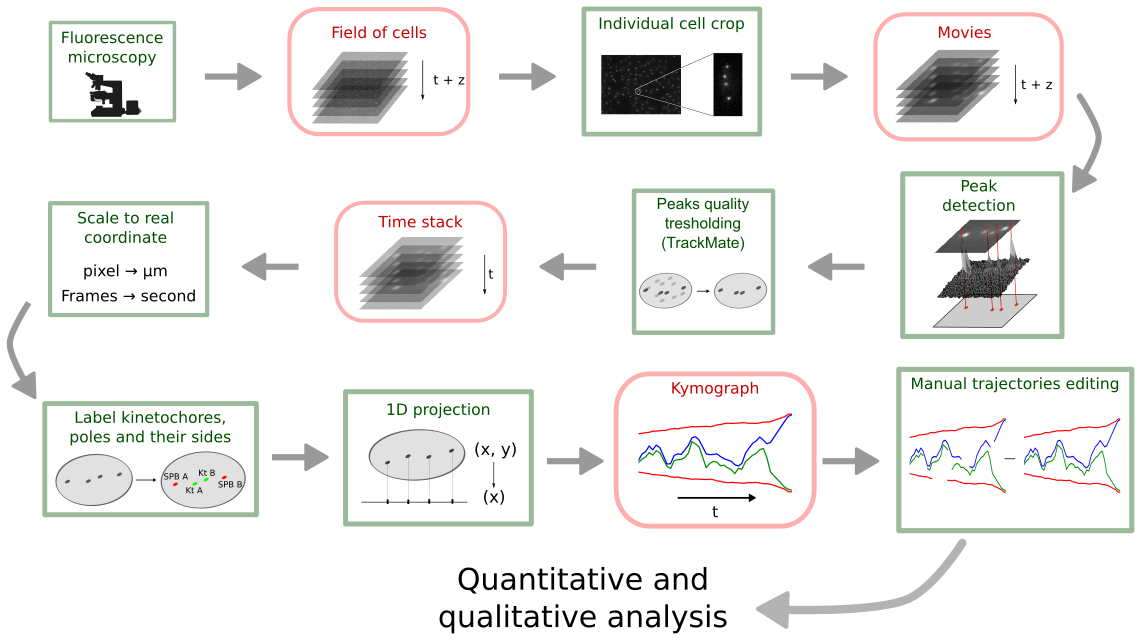 Fluorescence
microscopy
Field of cells
t + z
Individual cell crop
Movies
t + z
Peak
detection
Peaks quality
tresholding
(TrackMate)
Time stack
t
Scale to real
coordinate
pixel → µm
Frames → second
Label kinetochores,
poles and their sides
SPB A
Kt B
Kt A
SPB B
1D projection
(x, y)
(x)
Kymograph
t
Manual trajectories editing
Quantitative and
qualitative analysis